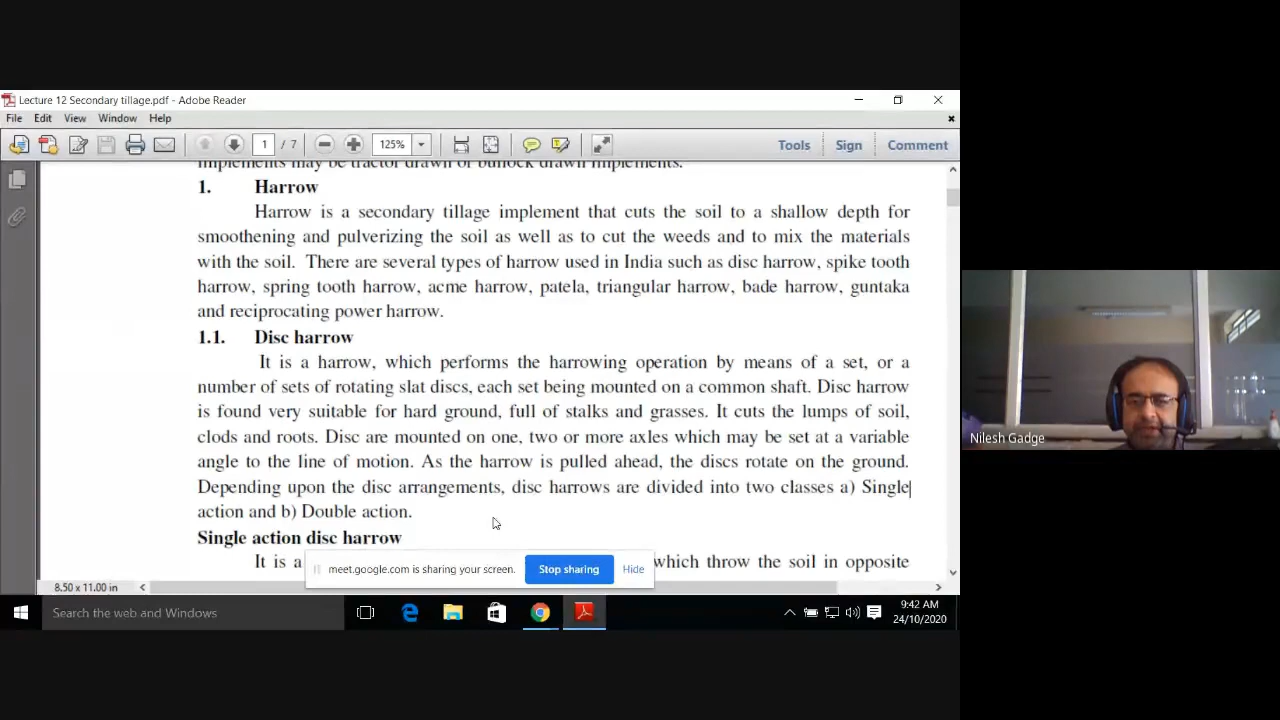 Lecture 12 Secondary tillage.pdf - Adobe Reader
File Edit View Window Help
1 / 7 125% Tools Sign Comment
implements may be tractor drawn or bullock drawn implements.
1. Harrow
Harrow is a secondary tillage implement that cuts the soil to a shallow depth for
smoothening and pulverizing the soil as well as to cut the weeds and to mix the materials
with the soil. There are several types of harrow used in India such as disc harrow, spike tooth
harrow, spring tooth harrow, acme harrow, patela, triangular harrow, bade harrow, guntaka
and reciprocating power harrow.
1.1. Disc harrow
It is a harrow, which performs the harrowing operation by means of a set, or a
number of sets of rotating slat discs, each set being mounted on a common shaft. Disc harrow
is found very suitable for hard ground, full of stalks and grasses. It cuts the lumps of soil,
clods and roots. Disc are mounted on one, two or more axles which may be set at a variable
angle to the line of motion. As the harrow is pulled ahead, the discs rotate on the ground.
Depending upon the disc arrangements, disc harrows are divided into two classes a) Single
action and b) Double action.
Single action disc harrow
It is a which throw the soil in opposite
meet.google.com is sharing your screen. Stop sharing Hide
8.50 x 11.00 in
Search the web and Windows
9:42 AM
24/10/2020
Nilesh Gadge